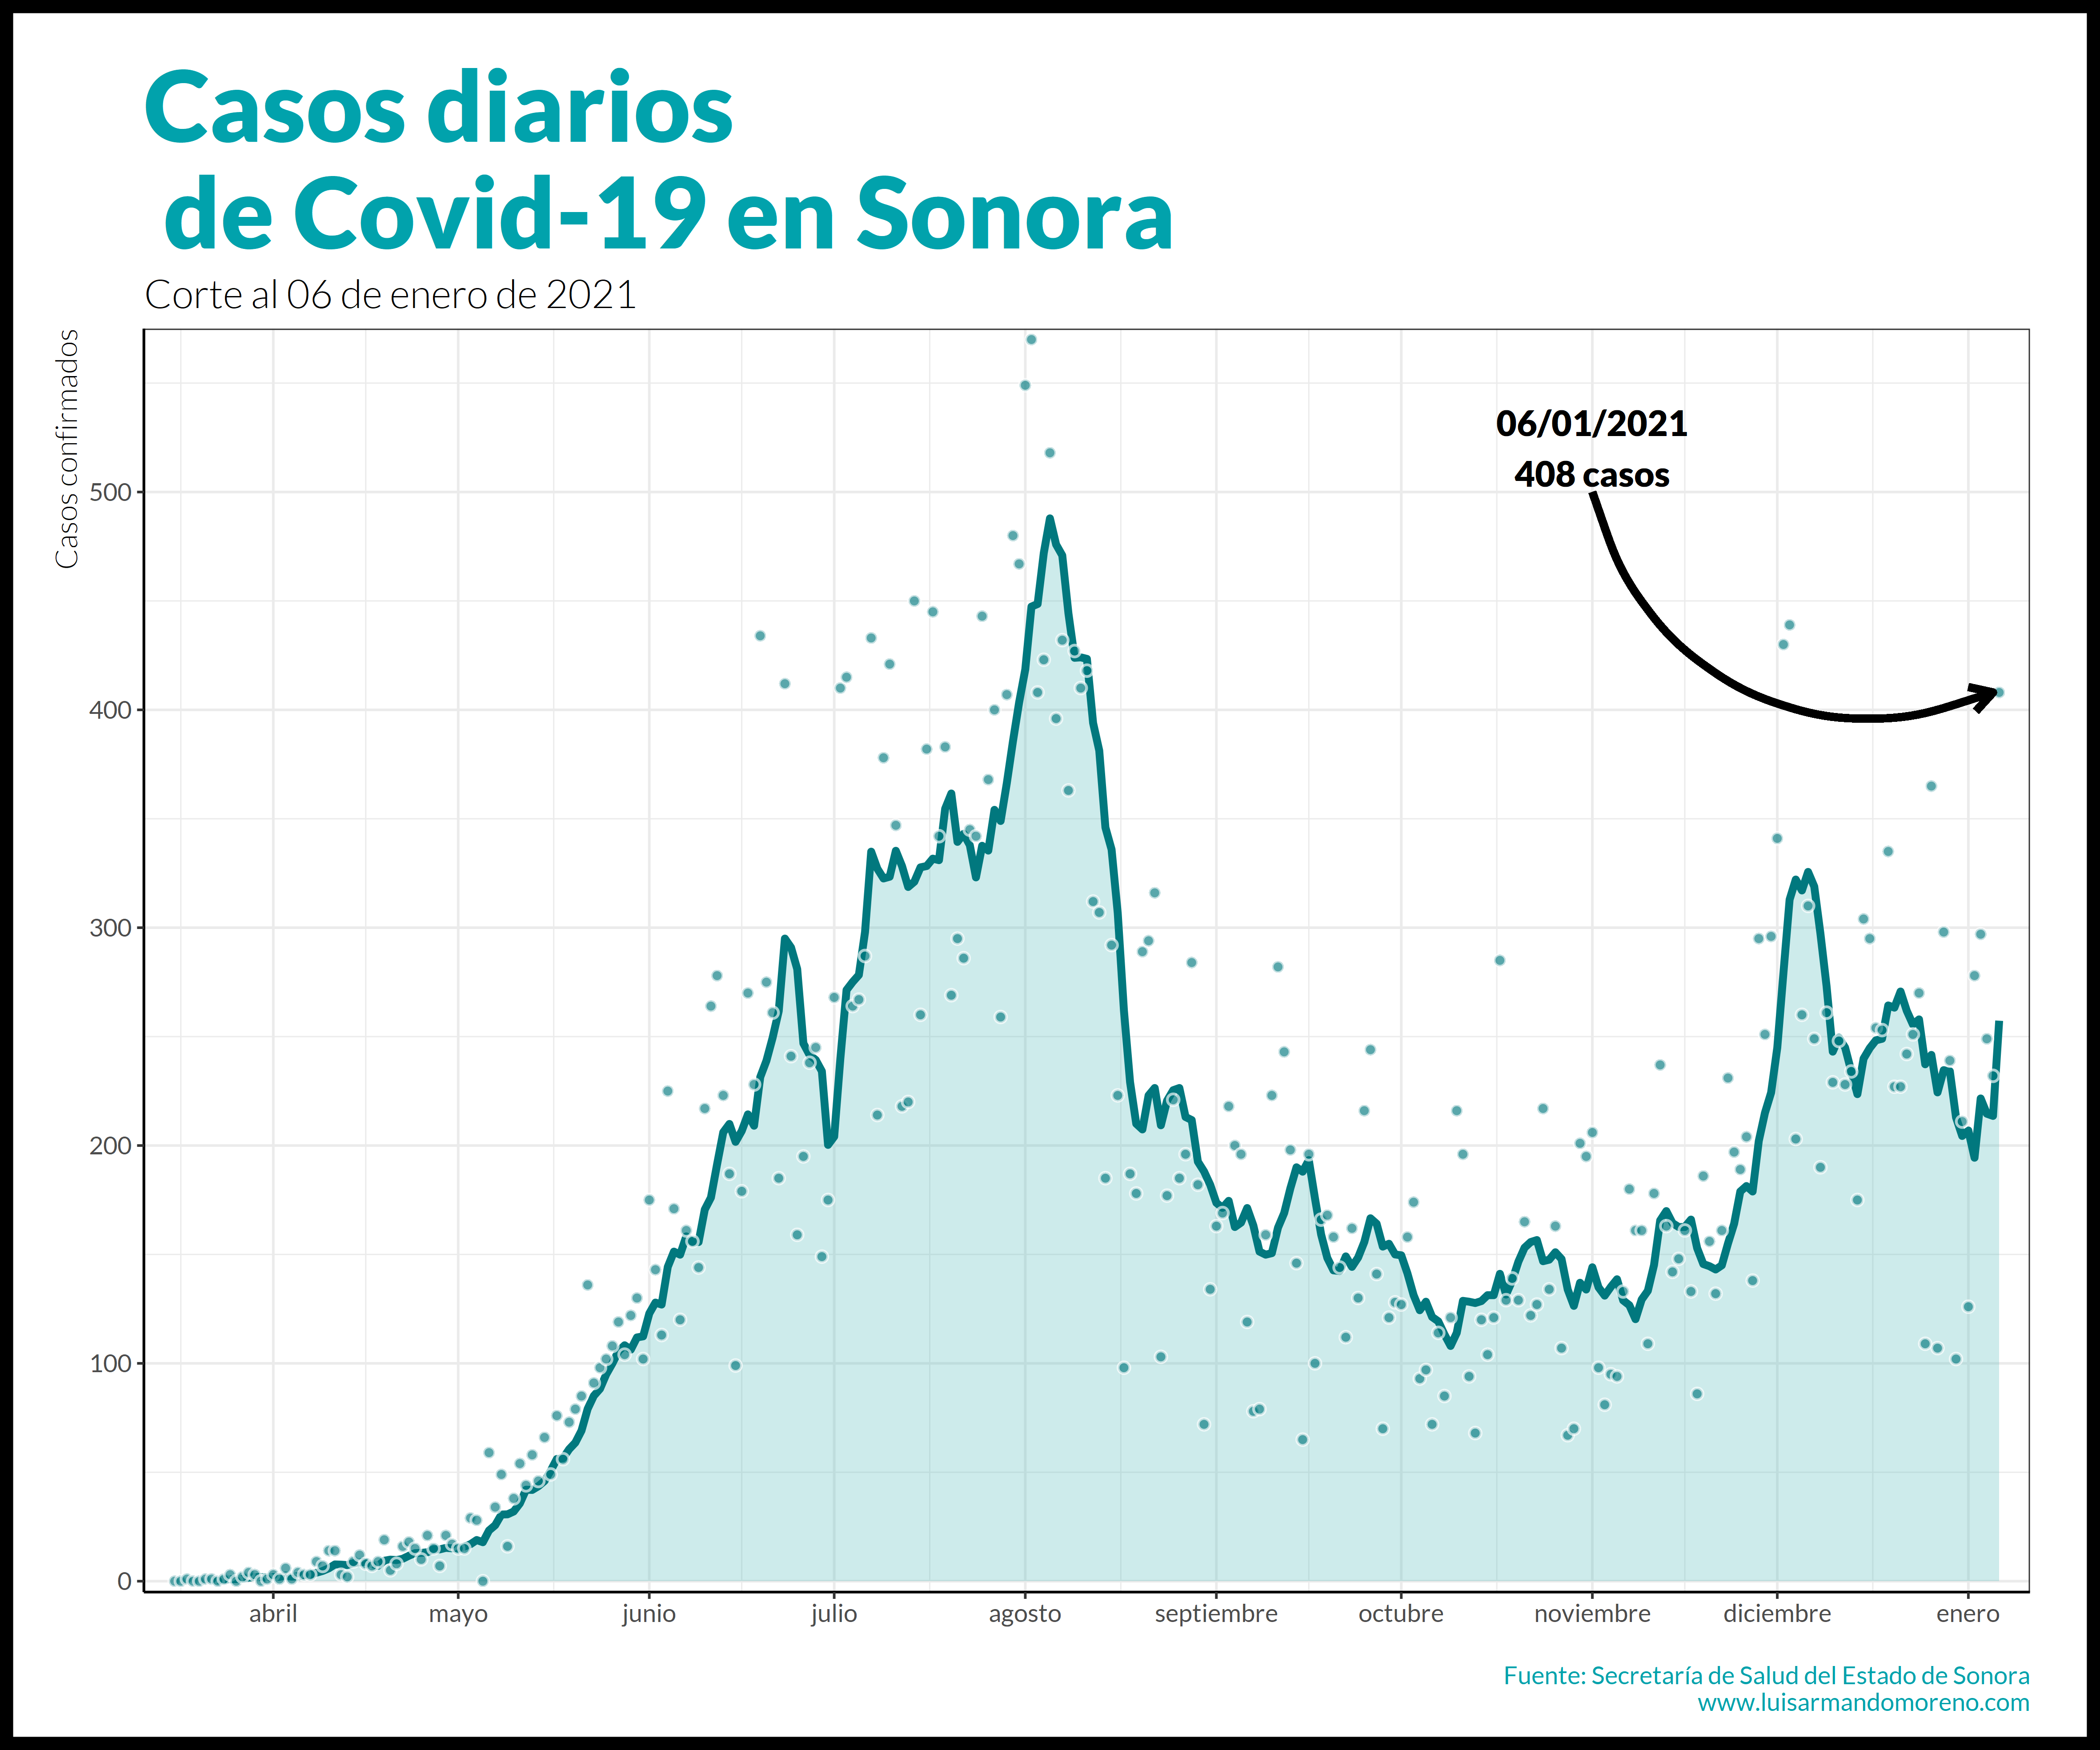 Casos diarios
de Covid-19 en Sonora
Corte al 06 de enero de 2021
Casos confirmados
06/01/2021
408 casos
500
400
300
200
100
0
abril mayo junio julio agosto septiembre octubre noviembre diciembre enero
Fuente: Secretaría de Salud del Estado de Sonora
www.luisarmandomoreno.com